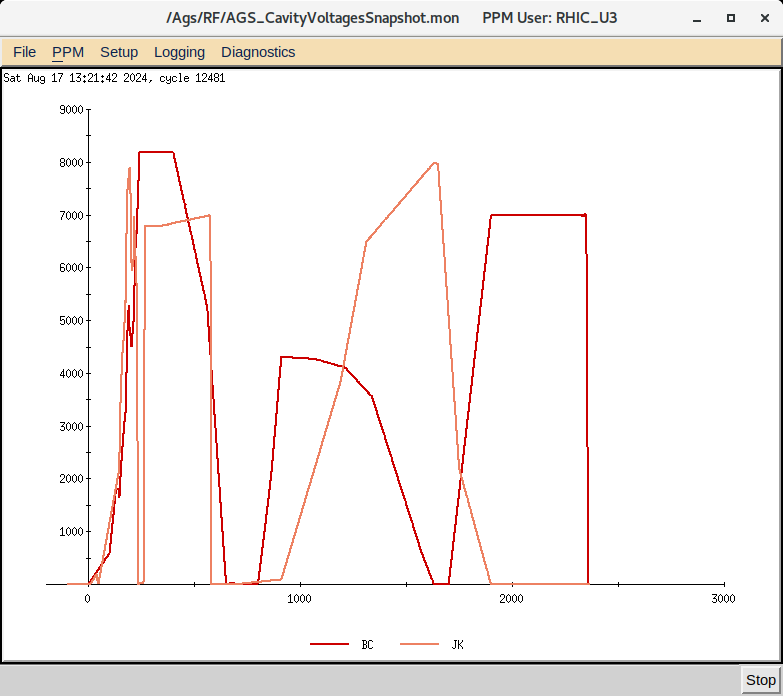 /Ags/RF/AGS_CavityVoltagesSnapshot.mon PPM User: RHIC_U3
File PPM Setup Logging Diagnostics
Sat Aug 17 13:21:42 2024, cycle 12481
9000
8000
7000
6000
5000
4000
3000
2000
1000
0 1000 2000 3000
BC JK
Stop